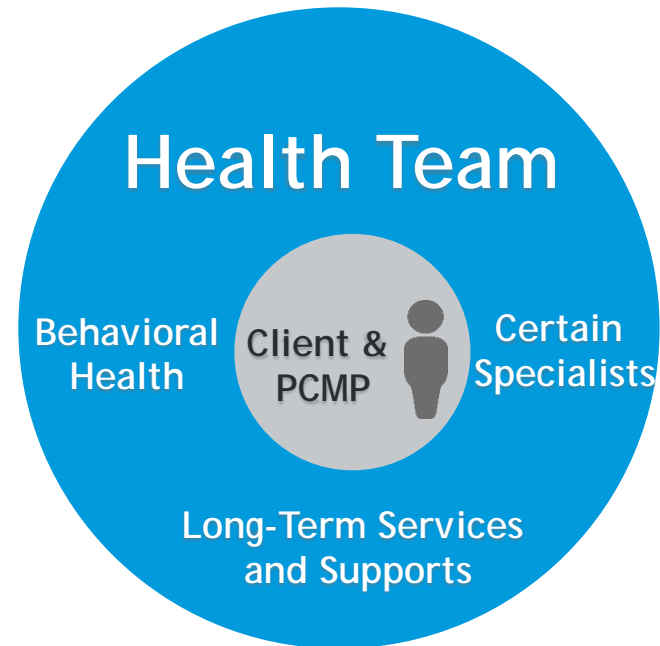 Health Team
Behavioral
Health
Client &
PCMP
Certain
Specialists
Long-Term Services
and Supports